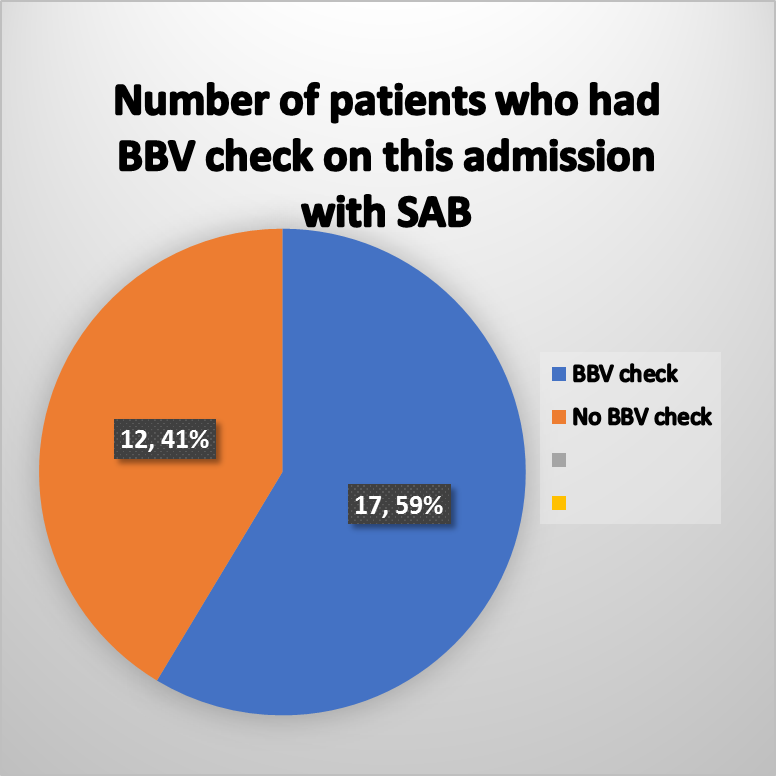 Number of patients who had
BBV check on this admission
with SAB
12, 41%
17, 59%
BBV check
No BBV check